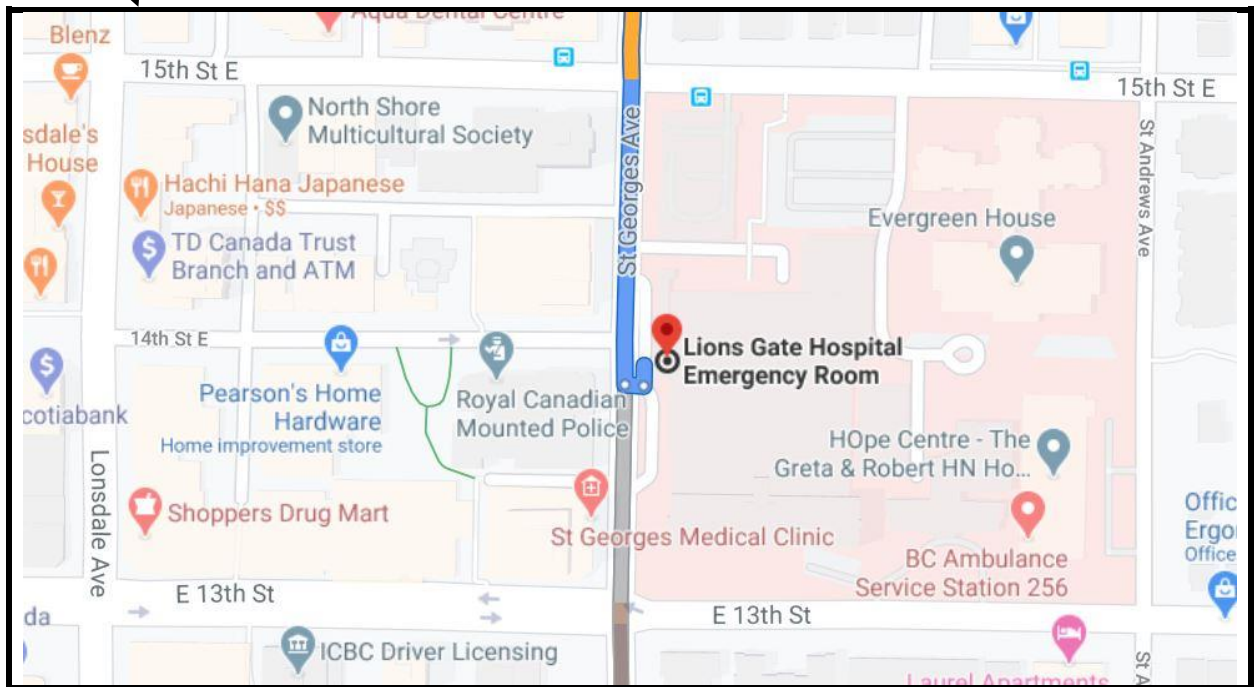 Aqua Dental Centre
Blenz
15th St E
15th St E
North Shore
Multicultural Society
sdale's
House
St Georges Ave
St Andrews Ave
Hachi Hana Japanese
Japanese • $$
Evergreen House
TD Canada Trust
Branch and ATM
14th St E
Lions Gate Hospital
Emergency Room
Pearson's Home
Hardware
Home improvement store
Royal Canadian
Mounted Police
cotiabank
HOpe Centre - The
Greta & Robert HN Ho...
Lonsdale Ave
Shoppers Drug Mart
St Georges Medical Clinic
Offic
Ergo
Office
BC Ambulance
Service Station 256
E 13th St
E 13th St
da
ICBC Driver Licensing
St A
Laurel Apartments